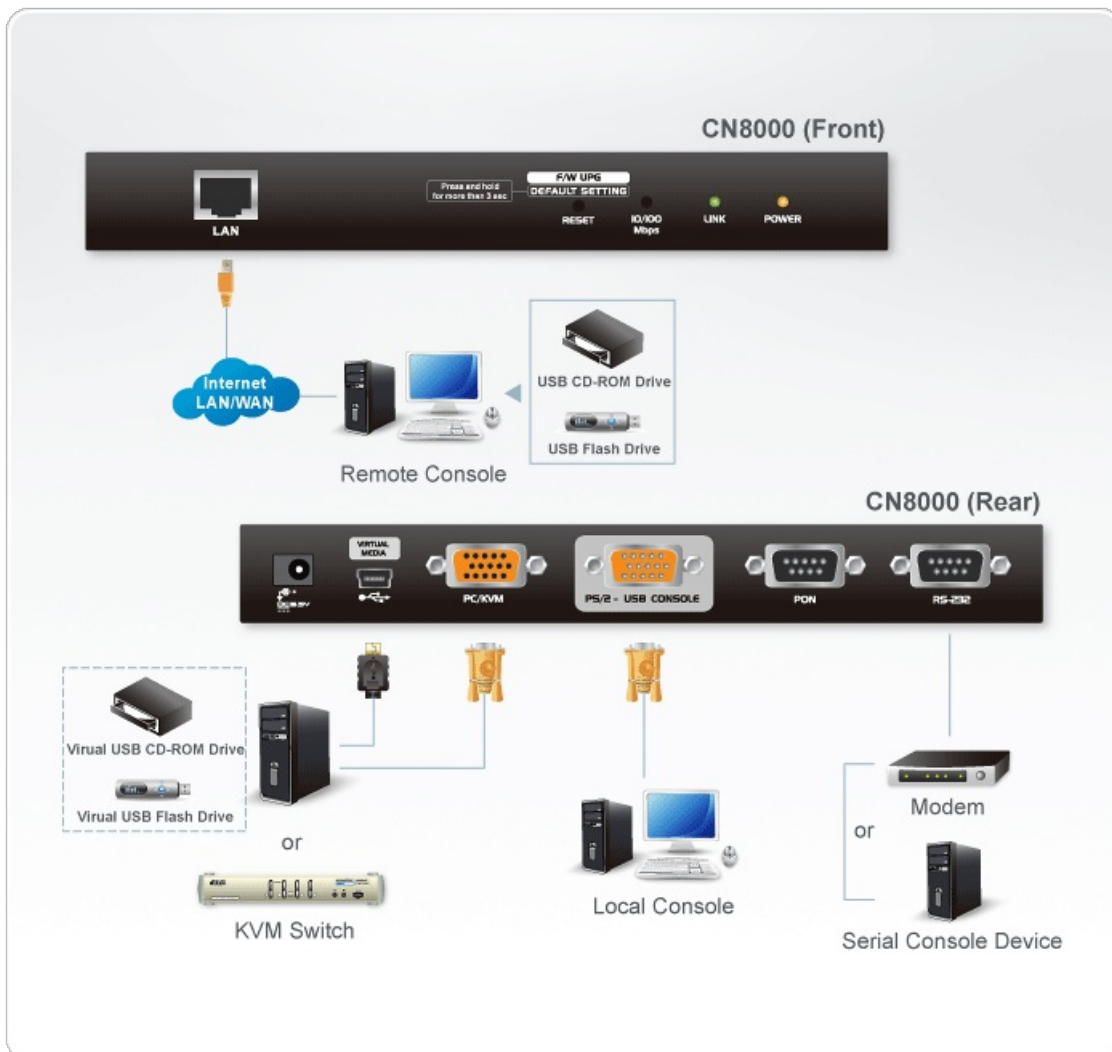 CN8000 (Front)
Press and hold
for more then 3 sec
F/W UPG
DEFAULT SETTING
LAN
RESET
10/100
Mbps
LINK
POWER
Internet
LAN/WAN
USB CD-ROM Drive
USB Flash Drive
Remote Console
CN8000 (Rear)
VIRTUAL
MEDIA
PC/KVM
PS/2 - USB CONSOLE
PON
RS-232
Virual USB CD-ROM Drive
Virual USB Flash Drive
or
KVM Switch
Local Console
Modem
or
Serial Console Device